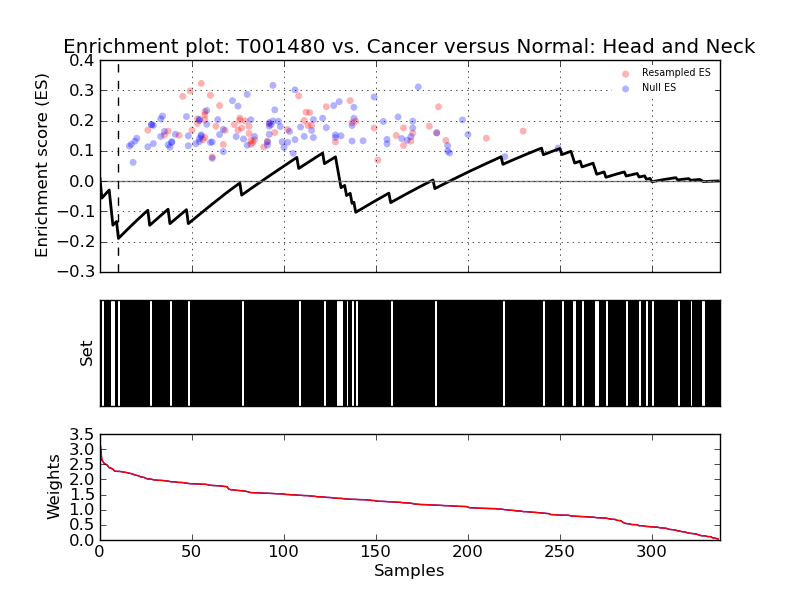 Enrichment plot: T001480 vs. Cancer versus Normal: Head and Neck
Enrichment score (ES)
0.4
0.3
0.2
0.1
0.0
−0.1
−0.2
−0.3
Resampled ES
Null ES
Set
Weights
3.5
3.0
2.5
2.0
1.5
1.0
0.5
0.0
0 50 100 150 200 250 300
Samples